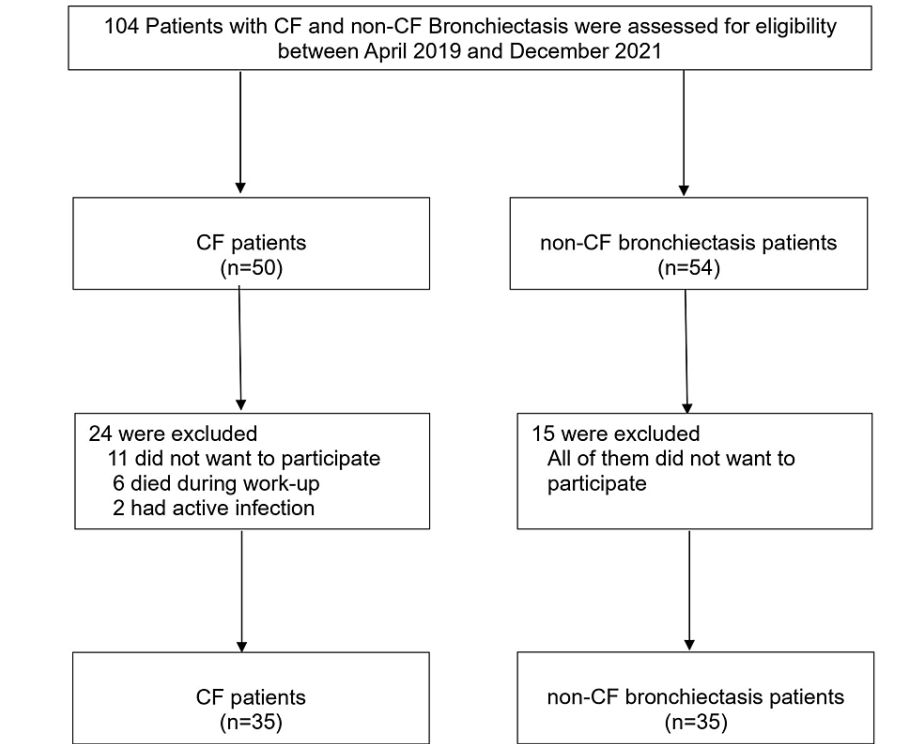 104 Patients with CF and non-CF Bronchiectasis were assessed for eligibility
between April 2019 and December 2021
CF patients
(n=50)
non-CF bronchiectasis patients
(n=54)
24 were excluded
11 did not want to participate
6 died during work-up
2 had active infection
15 were excluded
All of them did not want to
participate
CF patients
(n=35)
non-CF bronchiectasis patients
(n=35)